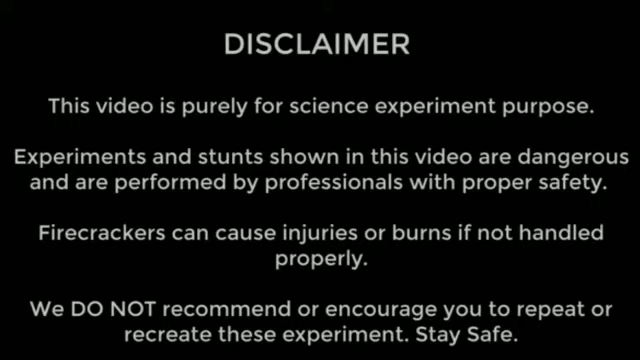 DISCLAIMER
This video is purely for science experiment purpose.
Experiments and stunts shown in this video are dangerous
and are performed by professionals with proper safety.
Firecrackers can cause injuries or burns if not handled
properly.
We DO NOT recommend or encourage you to repeat or
recreate these experiment. Stay Safe.